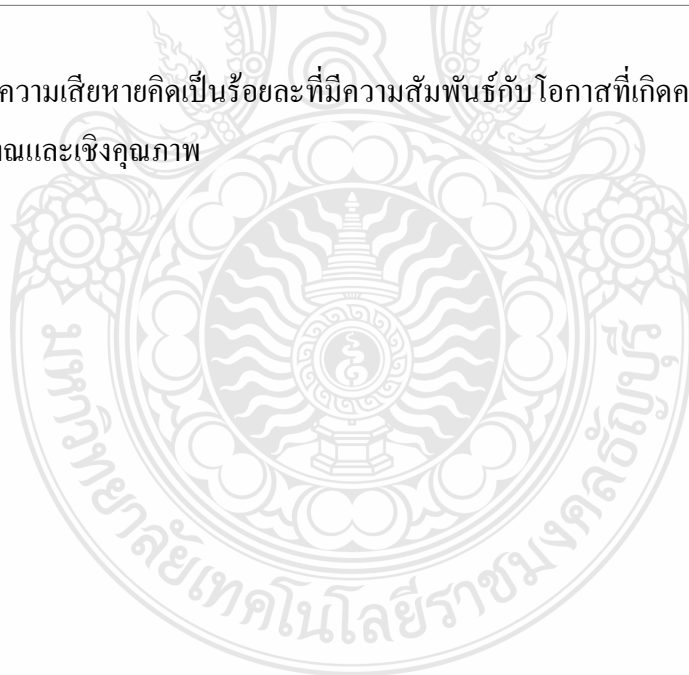 ความเสียหายคิดเป็นร้อยละที่มีความสัมพันธ์กับโอกาสที่เกิดค
ณและเชิงคุณภาพ
มหาวิทยาลัยเทคโนโลยีราชมงคลธัญบุรี